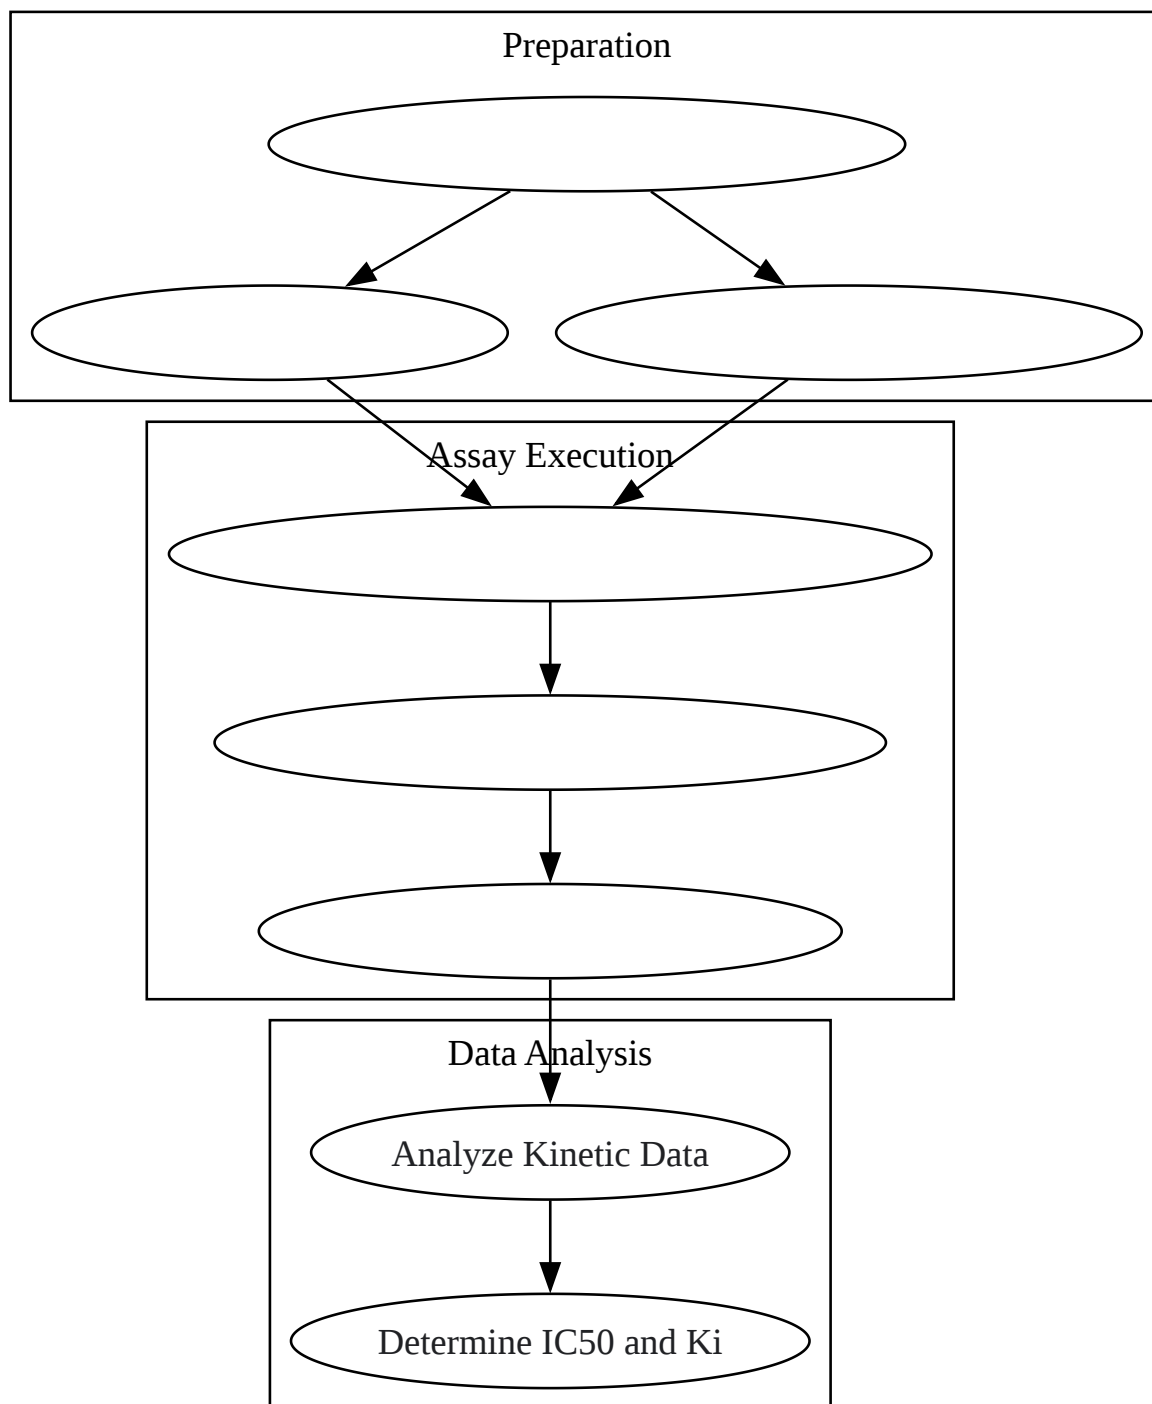 Preparation
Assay Execution
Data Analysis
Analyze Kinetic Data
Determine IC50 and Ki